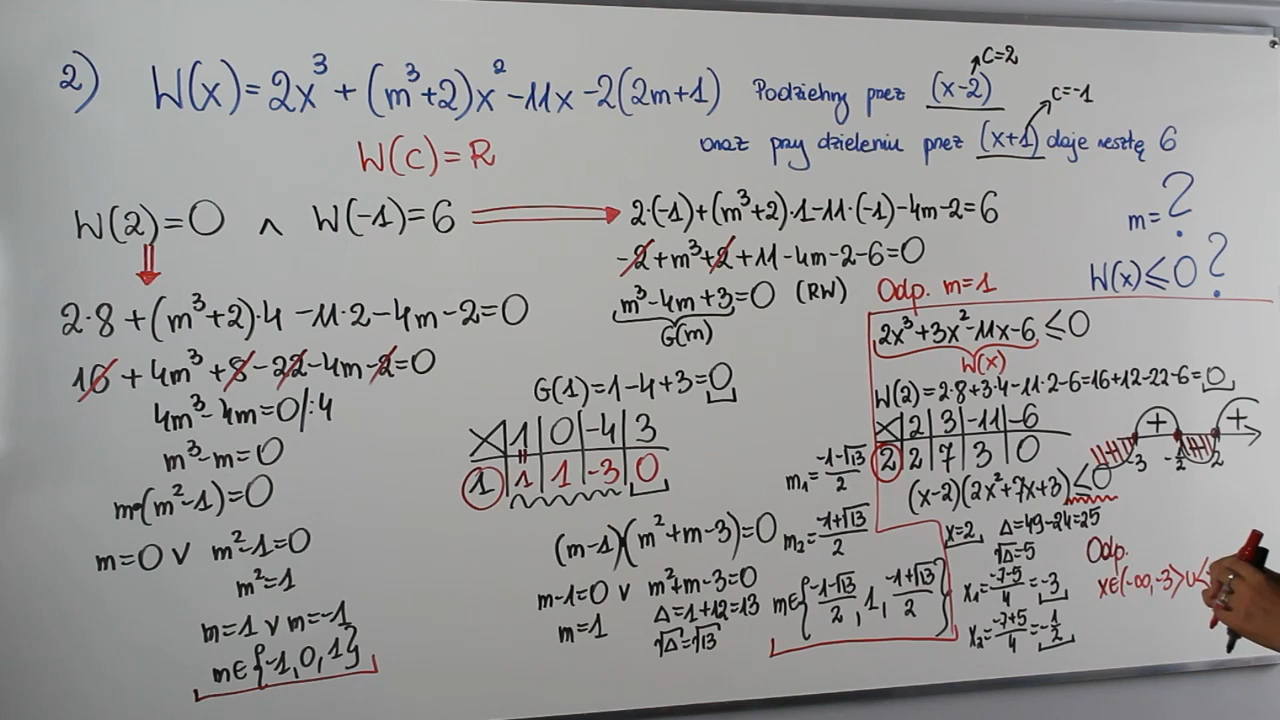 2) W(x)=2x³+(m³+2)x²-11x-2(2m+1) Podzielny przez (x-2) C=2
oraz przy dzieleniu przez (x+1) daje resztę 6 C=-1
W(C)=R
W(2)=0 ∧ W(-1)=6
2·8+(m³+2)·4-11·2-4m-2=0
16+4m³+8-22-4m-2=0
4m³-4m=0/:4
m³-m=0
m(m²-1)=0
m=0 ∨ m²-1=0
m²=1
m=1 ∨ m=-1
m∈{-1,0,1}
2·(-1)+(m³+2)·1-11·(-1)-4m-2=6
-2+m³+2+11-4m-2-6=0
m³-4m+3=0 (RW)
G(m)
G(1)=1-4+3=0
1 0 -4 3
1 1 1 -3 0
(m-1)(m²+m-3)=0
m-1=0 ∨ m²+m-3=0
m=1
Δ=1+12=13
√Δ=√13
m₁=(-1-√13)/2
m₂=(-1+√13)/2
m∈{(-1-√13)/2, 1, (-1+√13)/2}
m=?
W(x)≤0?
Odp. m=1
2x³+3x²-11x-6≤0
W(x)
W(2)=2·8+3·4-11·2-6=16+12-22-6=0
2 3 -11 -6
2 2 7 3 0
(x-2)(2x²+7x+3)≤0
x=2 Δ=49-24=25
√Δ=5
x₁=(-7-5)/4=-3
x₂=(-7+5)/4=-1/2
+ +
-3 -1/2 2
Odp.
x∈(-∞,-3>∪<